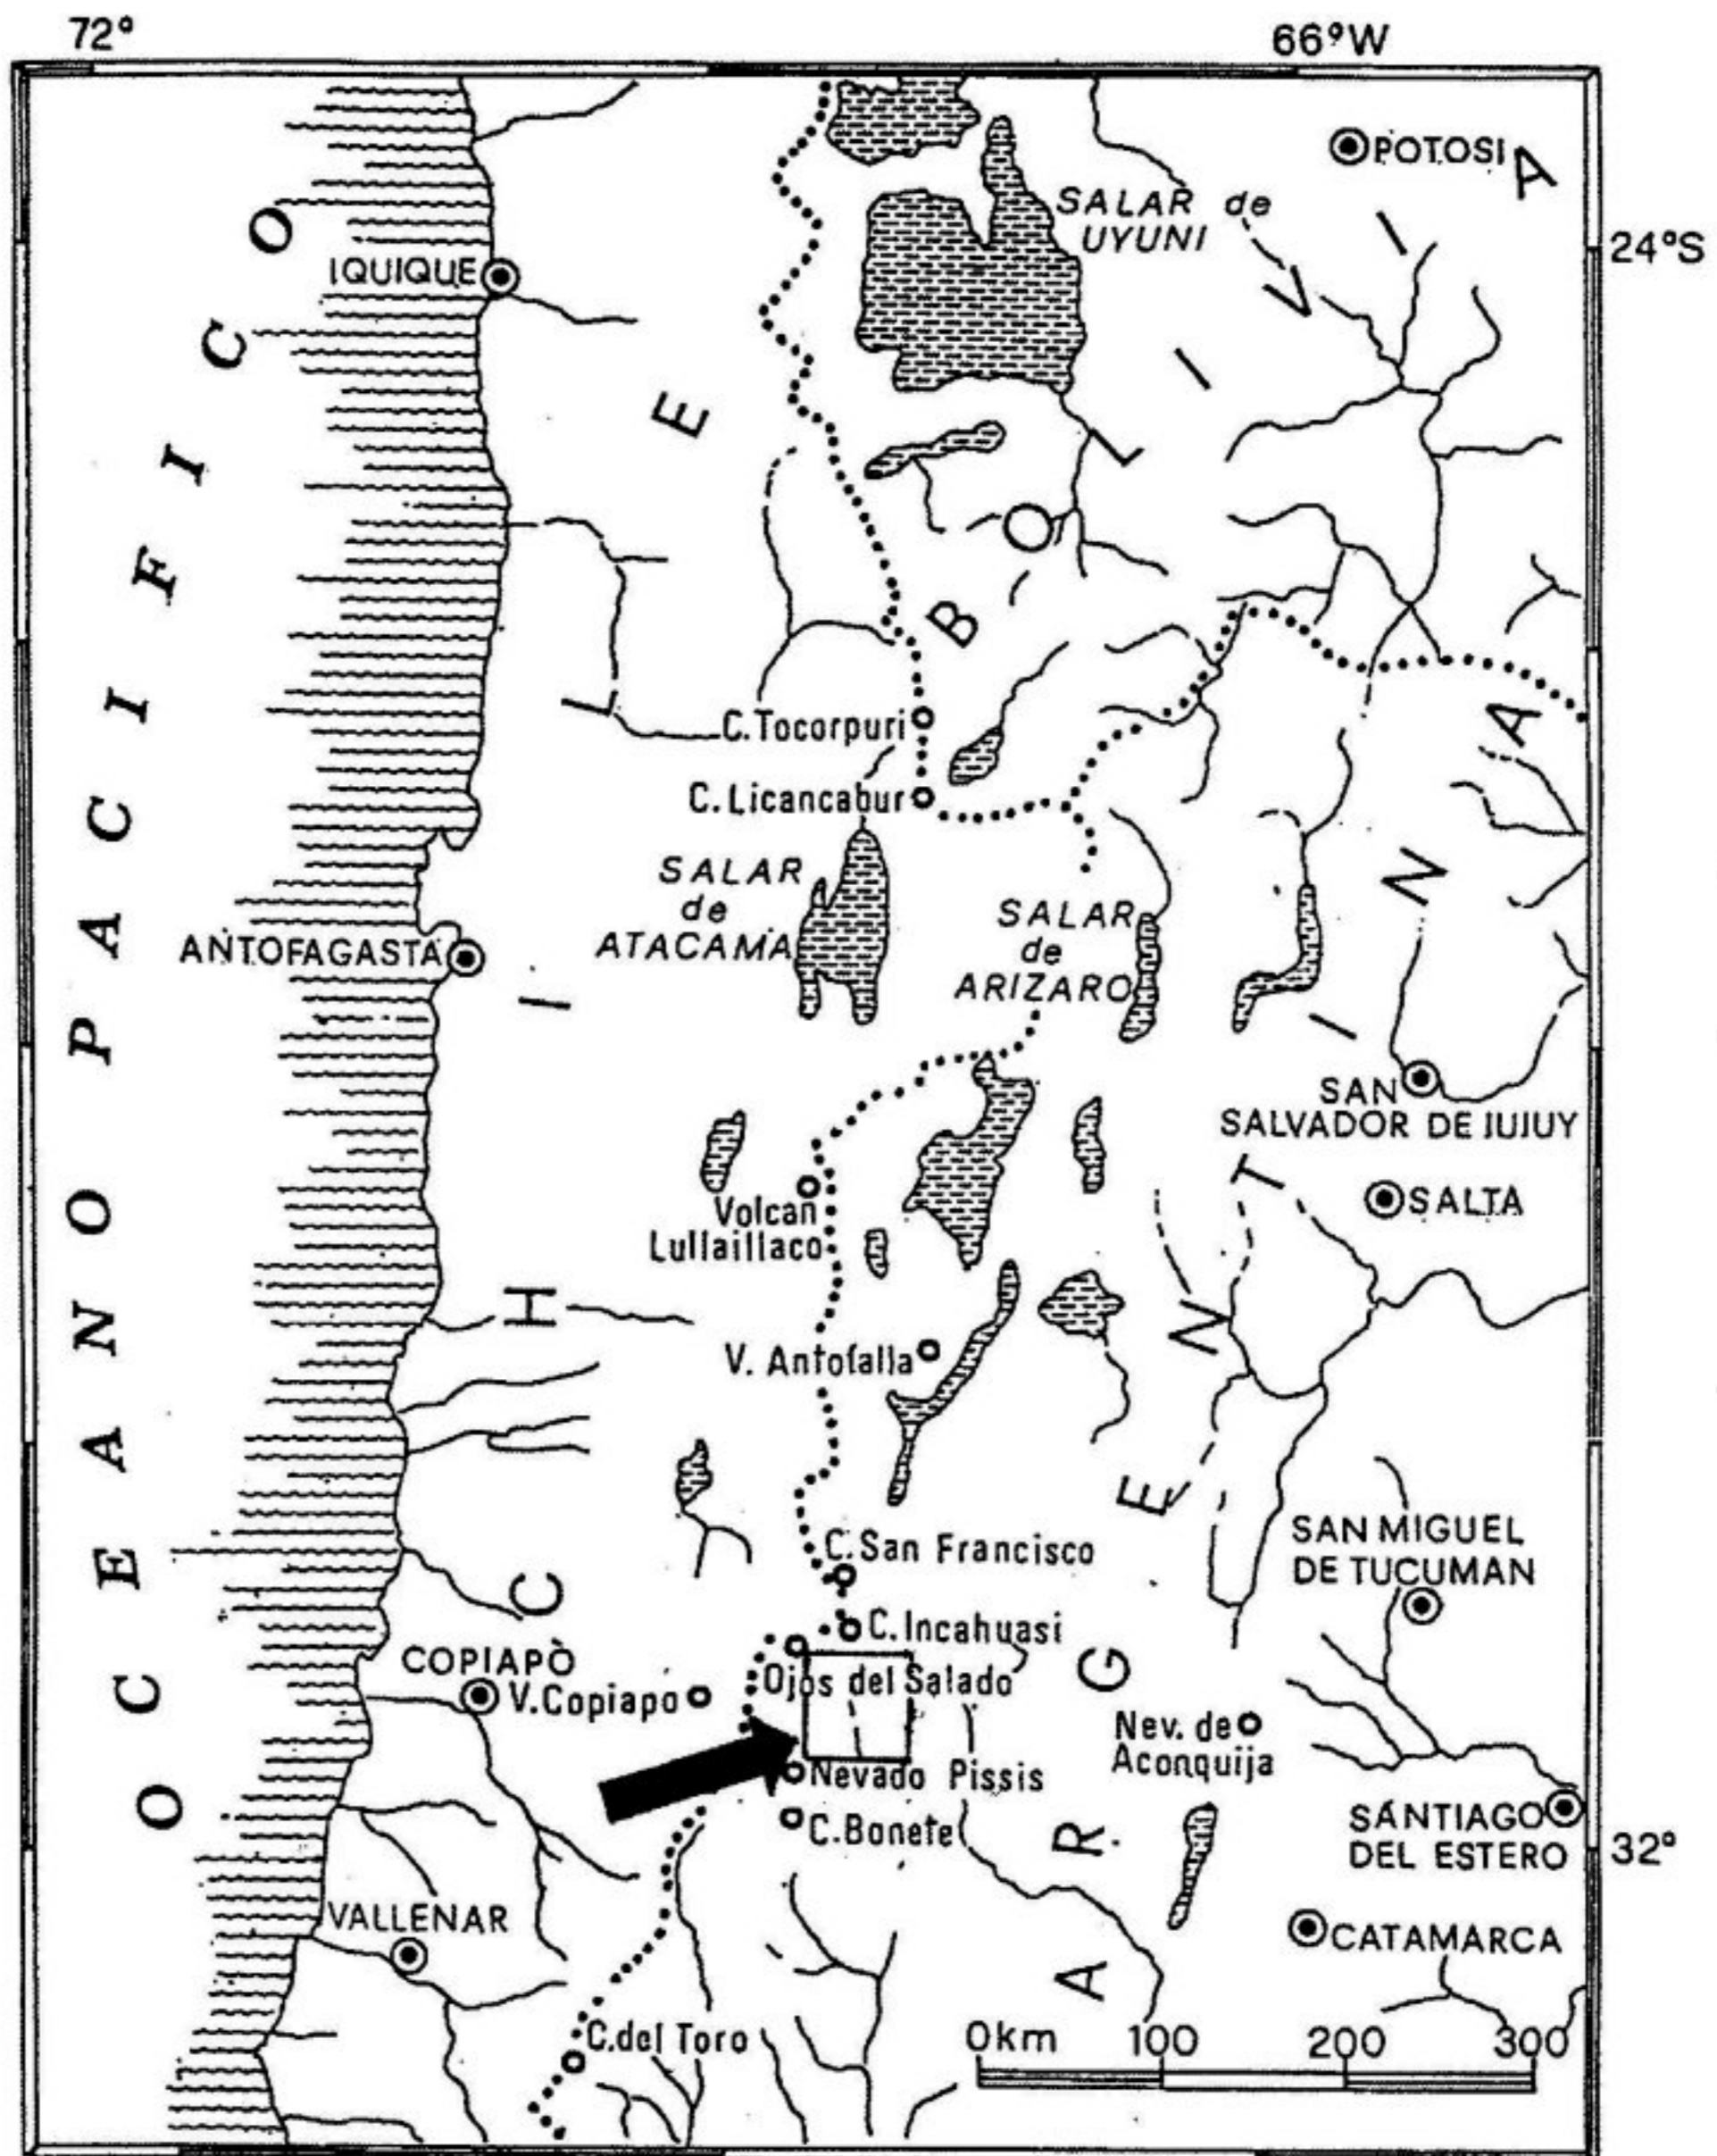 72°
66°W
POTOSI
SALAR de
UYUNI
24°S
IQUIQUE
BOLIVIA
C. Tocorpuri
C. Licancabur
SALAR
de
ATACAMA
SALAR
de
ARIZARO
ANTOFAGASTA
OCEANO PACIFICO
CHILE
ARGENTINA
SAN
SALVADOR DE JUJUY
SALTA
Volcan
Lullaillaco
V. Antofalla
C. San Francisco
SAN MIGUEL
DE TUCUMAN
C. Incahuasi
COPIAPÒ
V. Copiapo
Ojos del Salado
Nev. de
Aconquija
Nevado Pissis
C. Bonete
SANTIAGO
DEL ESTERO
32°
VALLENAR
CATAMARCA
C. del Toro
0km 100 200 300